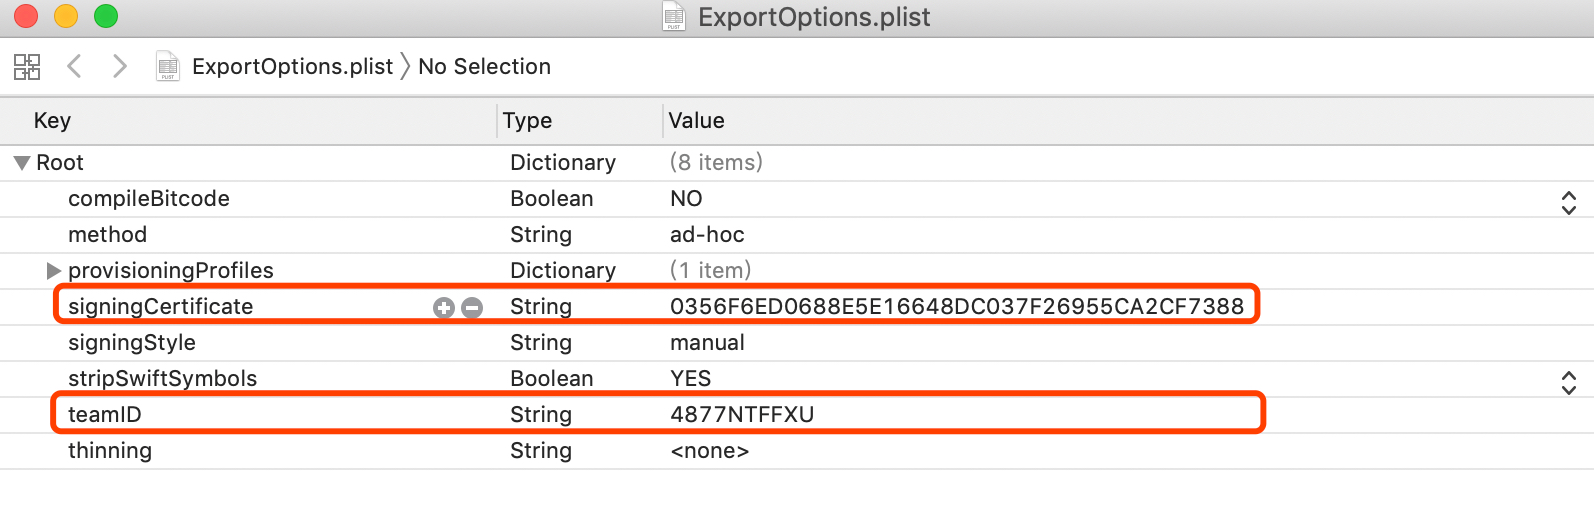 ExportOptions.plist
ExportOptions.plist No Selection
Key Type Value
Root Dictionary (8 items)
compileBitcode Boolean NO
method String ad-hoc
provisioningProfiles Dictionary (1 item)
signingCertificate String 0356F6ED0688E5E16648DC037F26955CA2CF7388
signingStyle String manual
stripSwiftSymbols Boolean YES
teamID String 4877NTFFXU
thinning String <none>